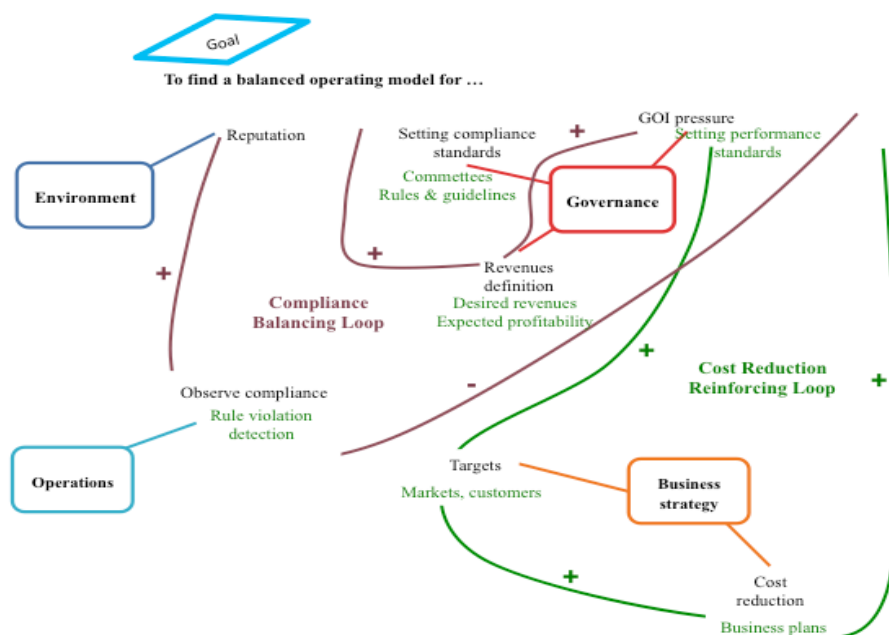 Goal
To find a balanced operating model for …
Reputation
Setting compliance
standards
Commettees
Rules & guidelines
GOI pressure
Setting performance
standards
Environment
Governance
+
+
+
Revenues
definition
Desired revenues
Expected profitability
Compliance
Balancing Loop
+
Cost Reduction
Reinforcing Loop
+
-
Observe compliance
Rule violation
detection
Operations
Targets
Markets, customers
Business
strategy
+
Cost
reduction
Business plans